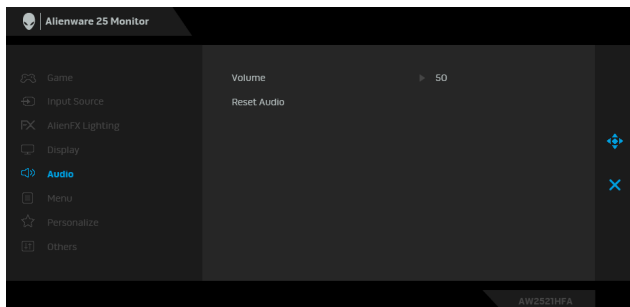 Alienware 25 Monitor
Game
Input Source
AlienFX Lighting
Display
Audio
Menu
Personalize
Others
Volume 50
Reset Audio
AW2521HFA